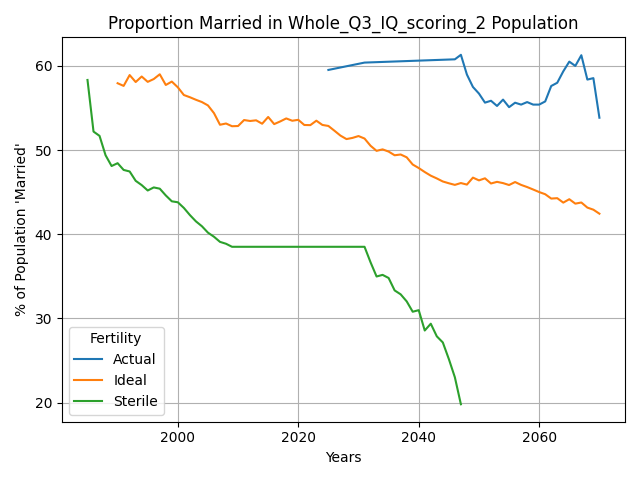 Proportion Married in Whole_Q3_IQ_scoring_2 Population
% of Population 'Married'
60
50
40
30
20
Fertility
Actual
Ideal
Sterile
2000
2020
2040
2060
Years